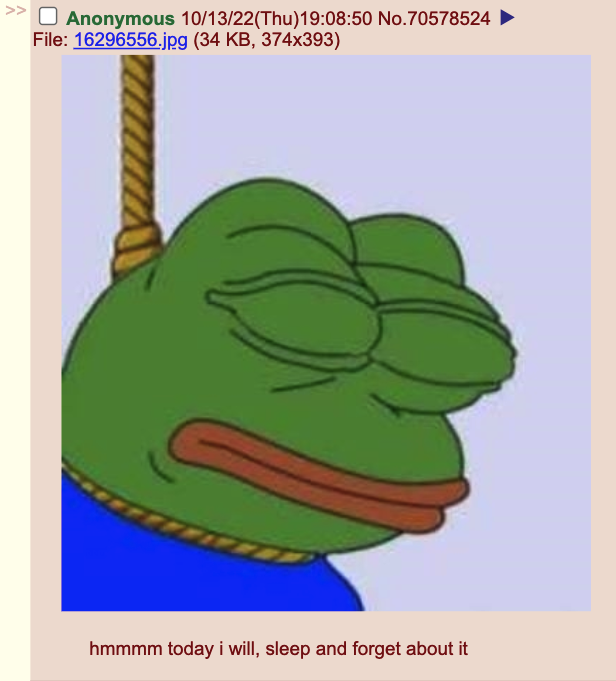 >> Anonymous 10/13/22(Thu)19:08:50 No.70578524 ▶
File: 16296556.jpg (34 KB, 374x393)
hmmmm today i will, sleep and forget about it